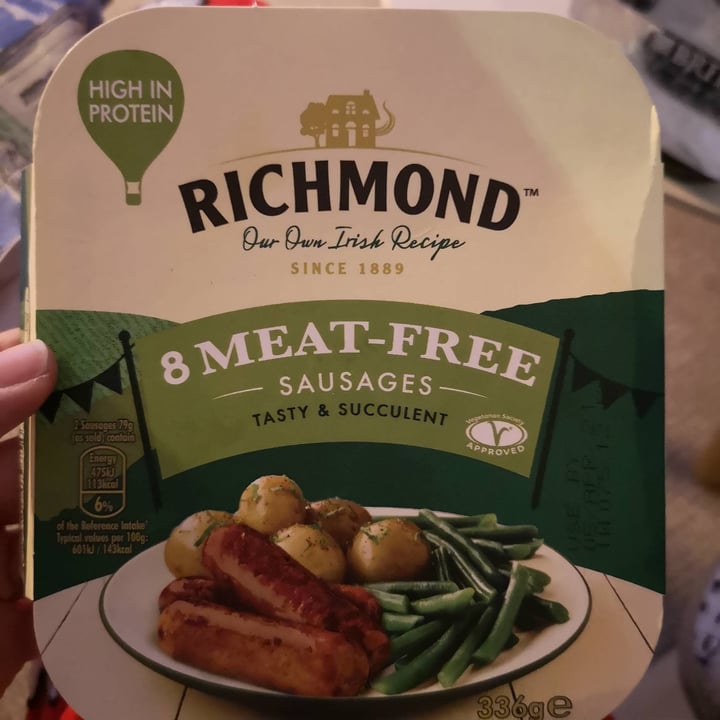 HIGH IN
PROTEIN
RICHMOND™
Our Own Irish Recipe
SINCE 1889
8 MEAT-FREE
SAUSAGES
TASTY & SUCCULENT
Vegetarian Society
APPROVED
2 Sausages 79g
(as sold) contain
Energy
475kJ
113kcal
6%
of the Reference Intake*
Typical values per 100g:
601kJ / 143kcal
USE BY
336g e